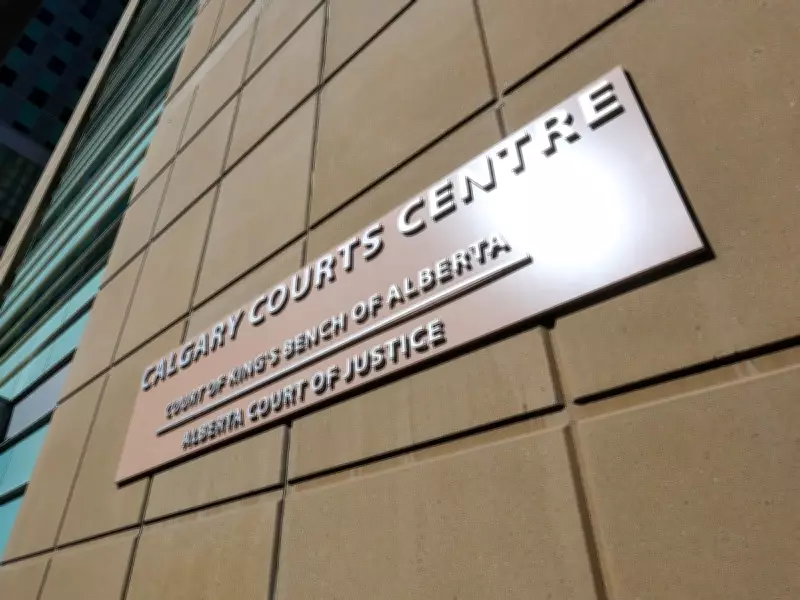 CALGARY COURTS CENTRE
COURT OF KING'S BENCH OF ALBERTA
ALBERTA COURT OF JUSTICE